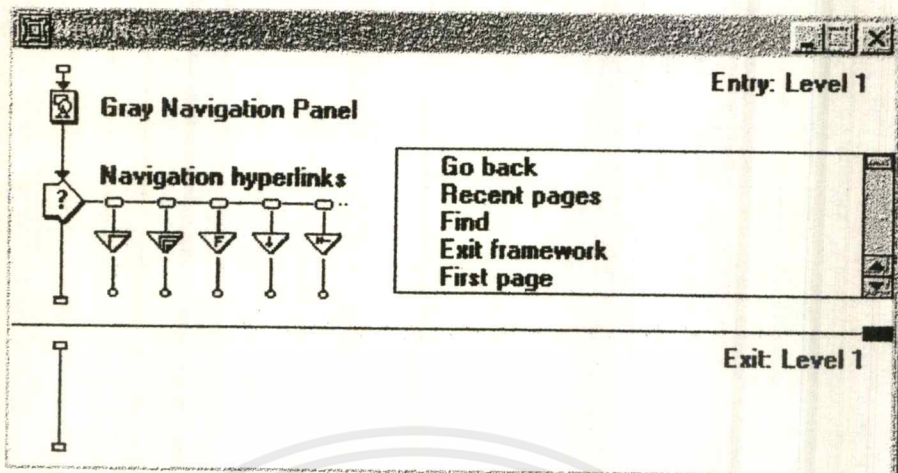 Entry: Level 1
Gray Navigation Panel
Navigation hyperlinks
?
F
Go back
Recent pages
Find
Exit framework
First page
Exit: Level 1